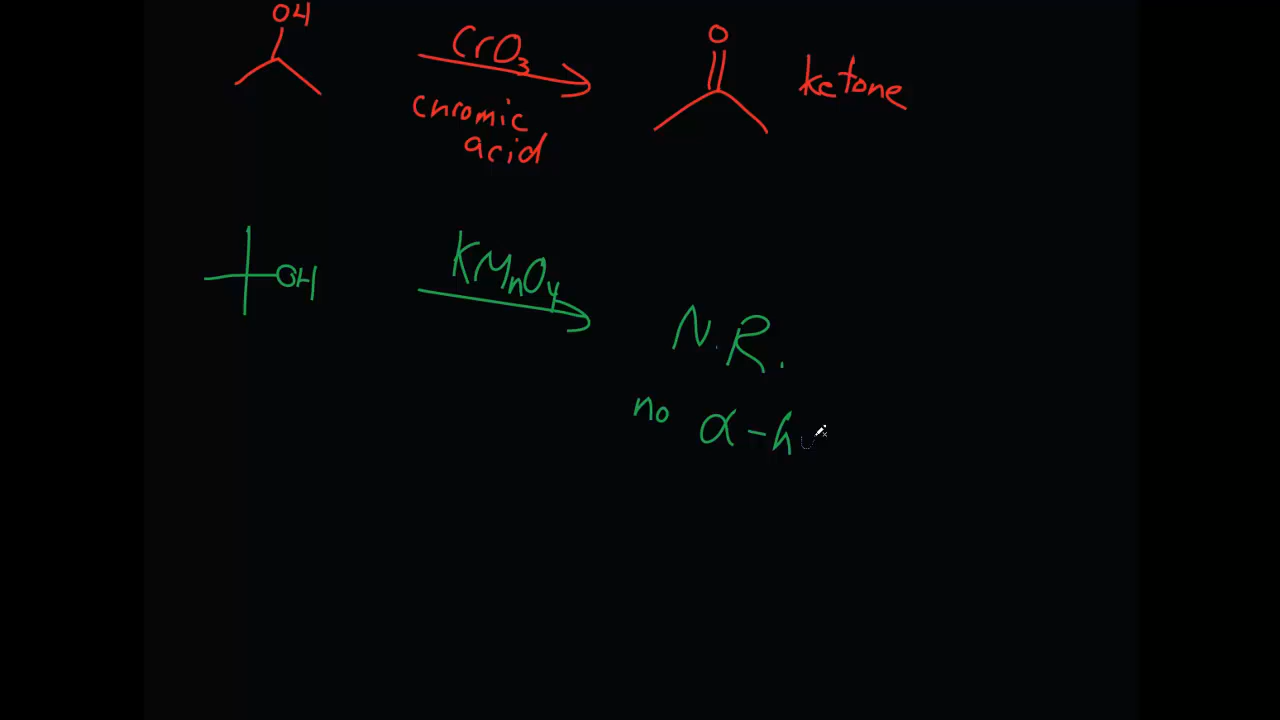 OH
CrO3
chromic
acid
O
ketone
OH
KMnO4
N.R.
no α-h